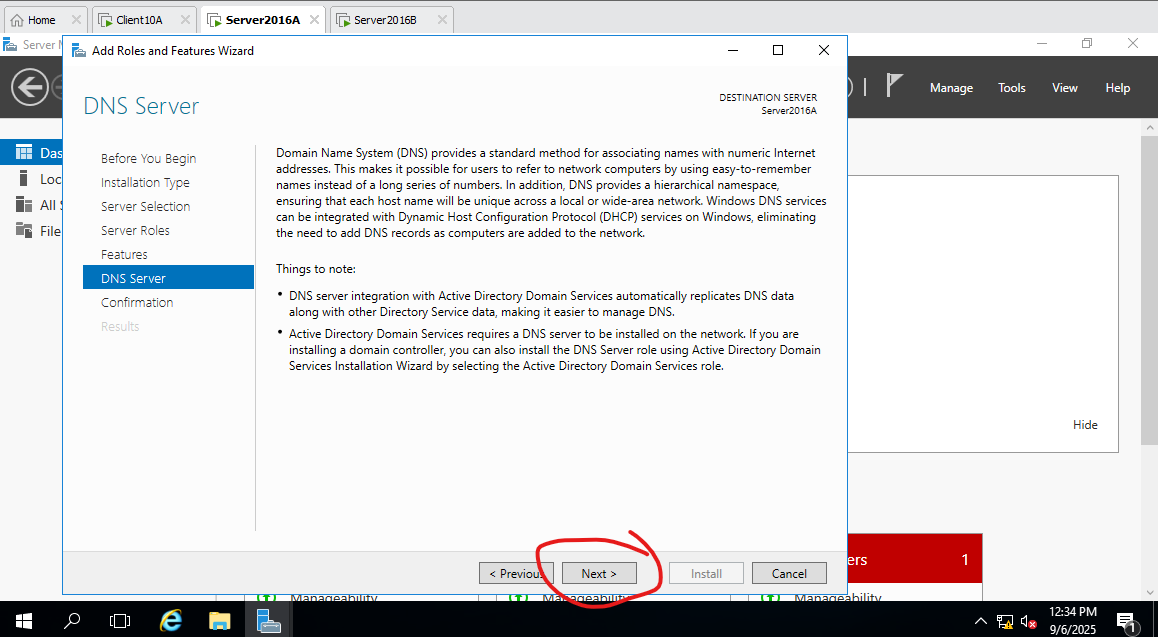 Home
Client10A
Server2016A
Server2016B
Server
Add Roles and Features Wizard
Manage
Tools
View
Help
DNS Server
DESTINATION SERVER
Server2016A
Before You Begin
Installation Type
Server Selection
Server Roles
Features
DNS Server
Confirmation
Results
Domain Name System (DNS) provides a standard method for associating names with numeric Internet
addresses. This makes it possible for users to refer to network computers by using easy-to-remember
names instead of a long series of numbers. In addition, DNS provides a hierarchical namespace,
ensuring that each host name will be unique across a local or wide-area network. Windows DNS services
can be integrated with Dynamic Host Configuration Protocol (DHCP) services on Windows, eliminating
the need to add DNS records as computers are added to the network.
Things to note:
• DNS server integration with Active Directory Domain Services automatically replicates DNS data
along with other Directory Service data, making it easier to manage DNS.
• Active Directory Domain Services requires a DNS server to be installed on the network. If you are
installing a domain controller, you can also install the DNS Server role using Active Directory Domain
Services Installation Wizard by selecting the Active Directory Domain Services role.
Das
Loc
All
File
Hide
ers 1
< Previous
Next >
Install
Cancel
Manageability
Manageability
Manageability
12:34 PM
9/6/2025
1